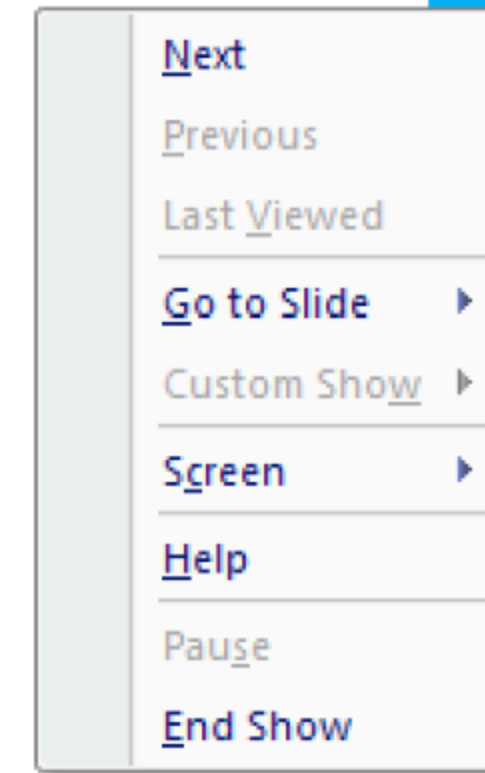 Next
Previous
Last Viewed
Go to Slide
Custom Show
Screen
Help
Pause
End Show